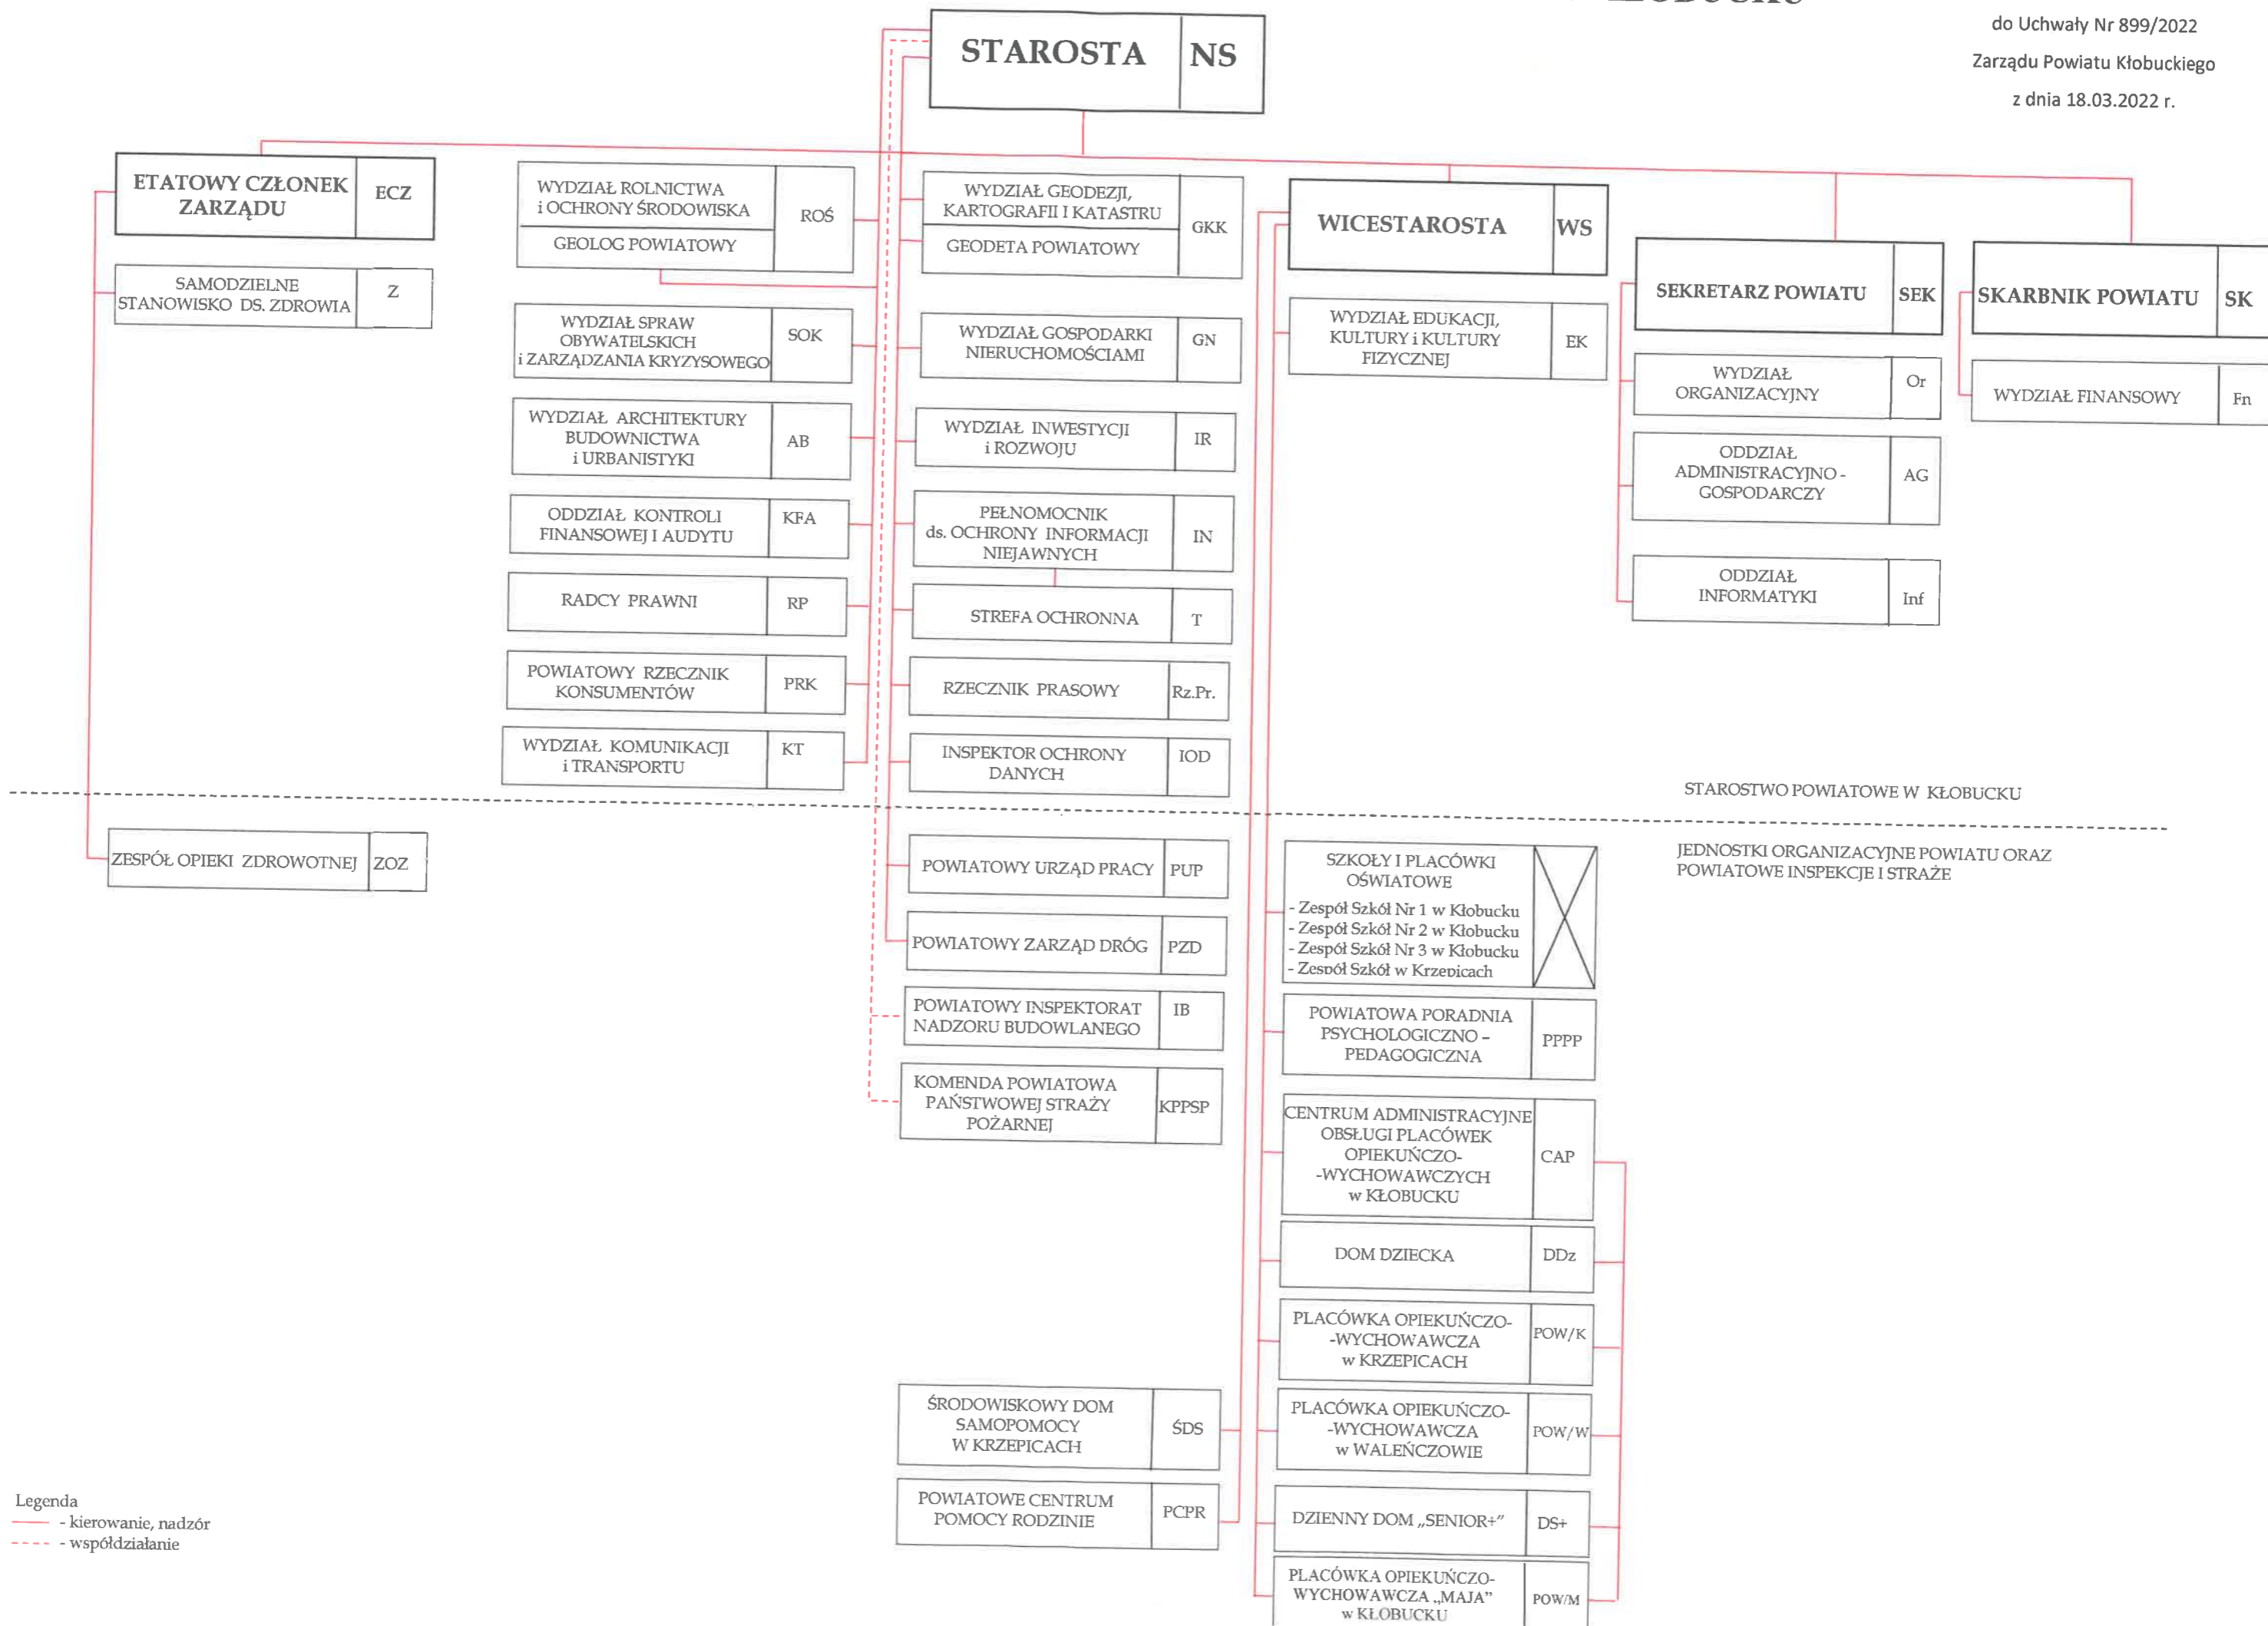 do Uchwały Nr 899/2022
Zarządu Powiatu Kłobuckiego
z dnia 18.03.2022 r.
STAROSTA NS
ETATOWY CZŁONEK
ZARZĄDU
ECZ
SAMODZIELNE
STANOWISKO DS. ZDROWIA
Z
WYDZIAŁ ROLNICTWA
i OCHRONY ŚRODOWISKA
GEOLOG POWIATOWY
ROŚ
WYDZIAŁ SPRAW
OBYWATELSKICH
i ZARZĄDZANIA KRYZYSOWEGO
SOK
WYDZIAŁ ARCHITEKTURY
BUDOWNICTWA
i URBANISTYKI
AB
ODDZIAŁ KONTROLI
FINANSOWEJ I AUDYTU
KFA
RADCY PRAWNI
RP
POWIATOWY RZECZNIK
KONSUMENTÓW
PRK
WYDZIAŁ KOMUNIKACJI
i TRANSPORTU
KT
WYDZIAŁ GEODEZJI,
KARTOGRAFII I KATASTRU
GEODETA POWIATOWY
GKK
WYDZIAŁ GOSPODARKI
NIERUCHOMOŚCIAMI
GN
WYDZIAŁ INWESTYCJI
i ROZWOJU
IR
PEŁNOMOCNIK
ds. OCHRONY INFORMACJI
NIEJAWNYCH
IN
STREFA OCHRONNA
T
RZECZNIK PRASOWY
Rz.Pr.
INSPEKTOR OCHRONY
DANYCH
IOD
WICESTAROSTA
WS
WYDZIAŁ EDUKACJI,
KULTURY i KULTURY
FIZYCZNEJ
EK
SEKRETARZ POWIATU
SEK
WYDZIAŁ
ORGANIZACYJNY
Or
ODDZIAŁ
ADMINISTRACYJNO -
GOSPODARCZY
AG
ODDZIAŁ
INFORMATYKI
Inf
SKARBNIK POWIATU
SK
WYDZIAŁ FINANSOWY
Fn
STAROSTWO POWIATOWE W KŁOBUCKU
JEDNOSTKI ORGANIZACYJNE POWIATU ORAZ
POWIATOWE INSPEKCJE I STRAŻE
ZESPÓŁ OPIEKI ZDROWOTNEJ
ZOZ
POWIATOWY URZĄD PRACY
PUP
POWIATOWY ZARZĄD DRÓG
PZD
POWIATOWY INSPEKTORAT
NADZORU BUDOWLANEGO
IB
KOMENDA POWIATOWA
PAŃSTWOWEJ STRAŻY
POŻARNEJ
KPPSP
ŚRODOWISKOWY DOM
SAMOPOMOCY
W KRZEPICACH
ŚDS
POWIATOWE CENTRUM
POMOCY RODZINIE
PCPR
SZKOŁY I PLACÓWKI
OŚWIATOWE
- Zespół Szkół Nr 1 w Kłobucku
- Zespół Szkół Nr 2 w Kłobucku
- Zespół Szkół Nr 3 w Kłobucku
- Zespół Szkół w Krzepicach
POWIATOWA PORADNIA
PSYCHOLOGICZNO –
PEDAGOGICZNA
PPPP
CENTRUM ADMINISTRACYJNE
OBSŁUGI PLACÓWEK
OPIEKUŃCZO-
-WYCHOWAWCZYCH
w KŁOBUCKU
CAP
DOM DZIECKA
DDz
PLACÓWKA OPIEKUŃCZO-
-WYCHOWAWCZA
w KRZEPICACH
POW/K
PLACÓWKA OPIEKUŃCZO-
-WYCHOWAWCZA
w WALEŃCZOWIE
POW/W
DZIENNY DOM „SENIOR+”
DS+
PLACÓWKA OPIEKUŃCZO-
WYCHOWAWCZA „MAJA”
w KŁOBUCKU
POW/M
Legenda
- kierowanie, nadzór
- współdziałanie